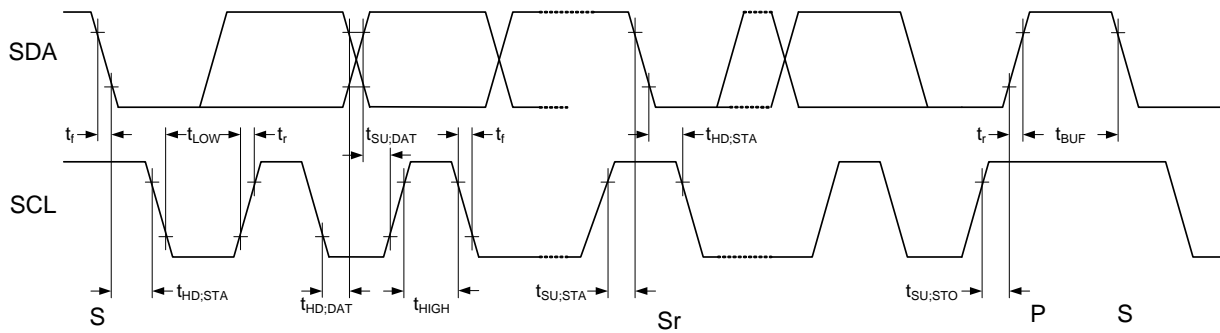 SDA
t_f t_LOW t_r t_SU;DAT t_f t_HD;STA t_r t_BUF
SCL
t_HD;STA t_HD;DAT t_HIGH t_SU;STA t_SU;STO
S Sr P S